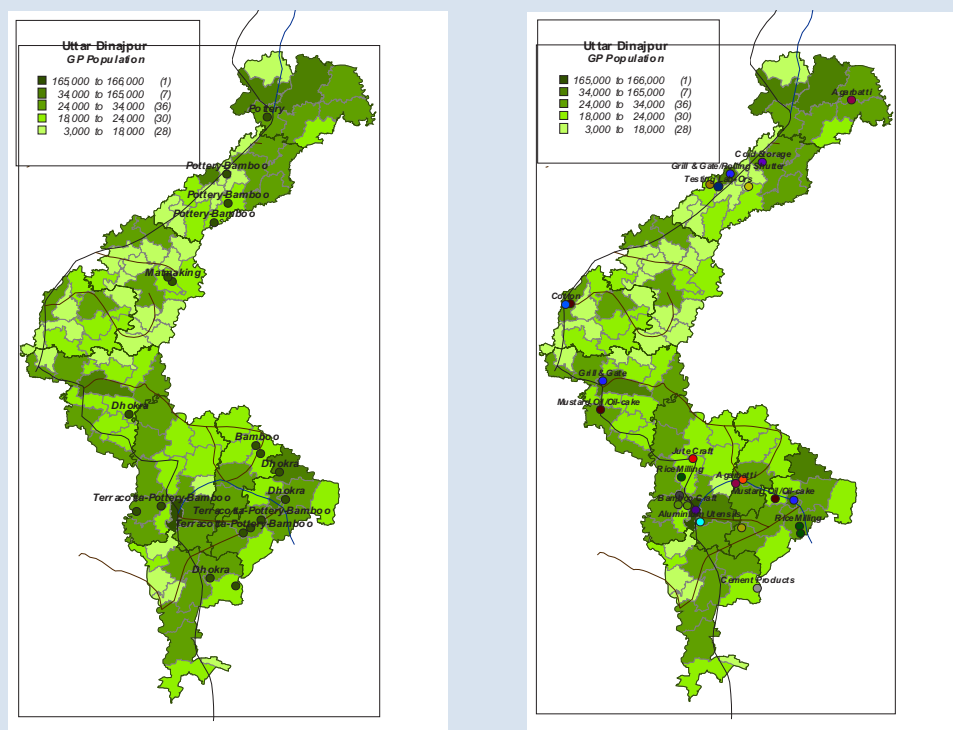 Uttar Dinajpur
GP Population
165,000 to 166,000 (1)
34,000 to 165,000 (7)
24,000 to 34,000 (36)
18,000 to 24,000 (30)
3,000 to 18,000 (28)
Pottery
Pottery-Bamboo
Pottery-Bamboo
Pottery-Bamboo
Matmaking
Dhokra
Bamboo
Dhokra
Dhokra
Terracotta-Pottery-Bamboo
Terracotta-Pottery-Bamboo
Terracotta-Pottery-Bamboo
Dhokra
Uttar Dinajpur
GP Population
165,000 to 166,000 (1)
34,000 to 165,000 (7)
24,000 to 34,000 (36)
18,000 to 24,000 (30)
3,000 to 18,000 (28)
Agarbatti
Cold Storage
Grill & Gate/Rolling Shutter
Testing
Cotton
Grill & Gate
Mustard Oil/Oil-cake
Jute Craft
Rice Milling
Agarbatti
Mustard Oil/Oil-cake
Bamboo Craft
Aluminium Utensils
Rice Milling
Cement Products